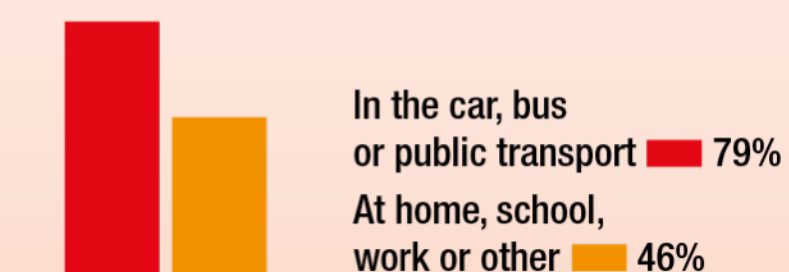 In the car, bus
or public transport 79%
At home, school,
work or other 46%